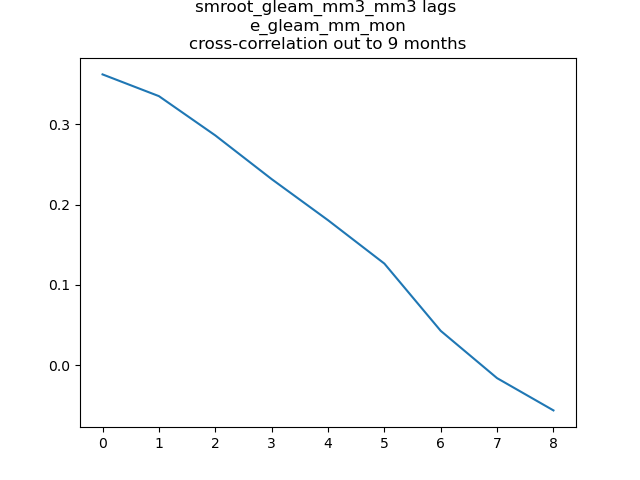 smroot_gleam_mm3_mm3 lags
e_gleam_mm_mon
cross-correlation out to 9 months
0.3
0.2
0.1
0.0
0 1 2 3 4 5 6 7 8